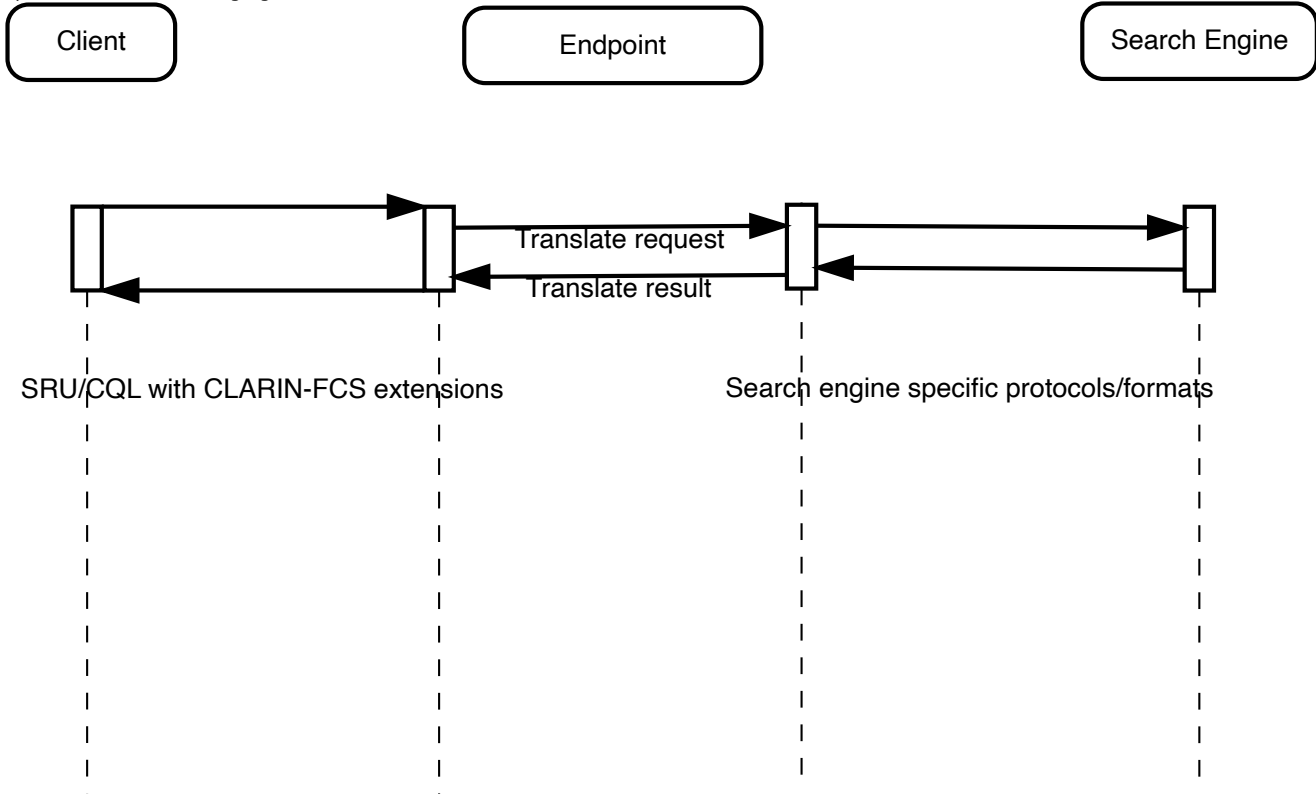 Client
Endpoint
Search Engine
Translate request
Translate result
SRU/CQL with CLARIN-FCS extensions
Search engine specific protocols/formats